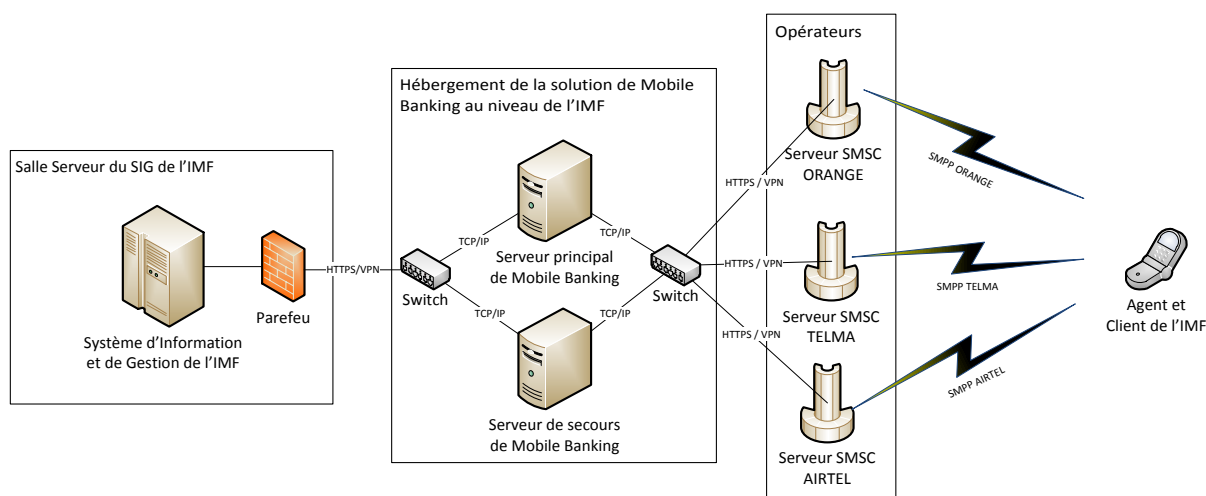 Salle Serveur du SIG de l'IMF
Système d'Information
et de Gestion de l'IMF
Parefeu
HTTPS/VPN
Hébergement de la solution de Mobile
Banking au niveau de l'IMF
Switch
TCP/IP
TCP/IP
Serveur principal
de Mobile Banking
TCP/IP
TCP/IP
Serveur de secours
de Mobile Banking
Switch
HTTPS / VPN
HTTPS / VPN
HTTPS / VPN
Opérateurs
Serveur SMSC
ORANGE
Serveur SMSC
TELMA
Serveur SMSC
AIRTEL
SMPP ORANGE
SMPP TELMA
SMPP AIRTEL
Agent et
Client de l'IMF